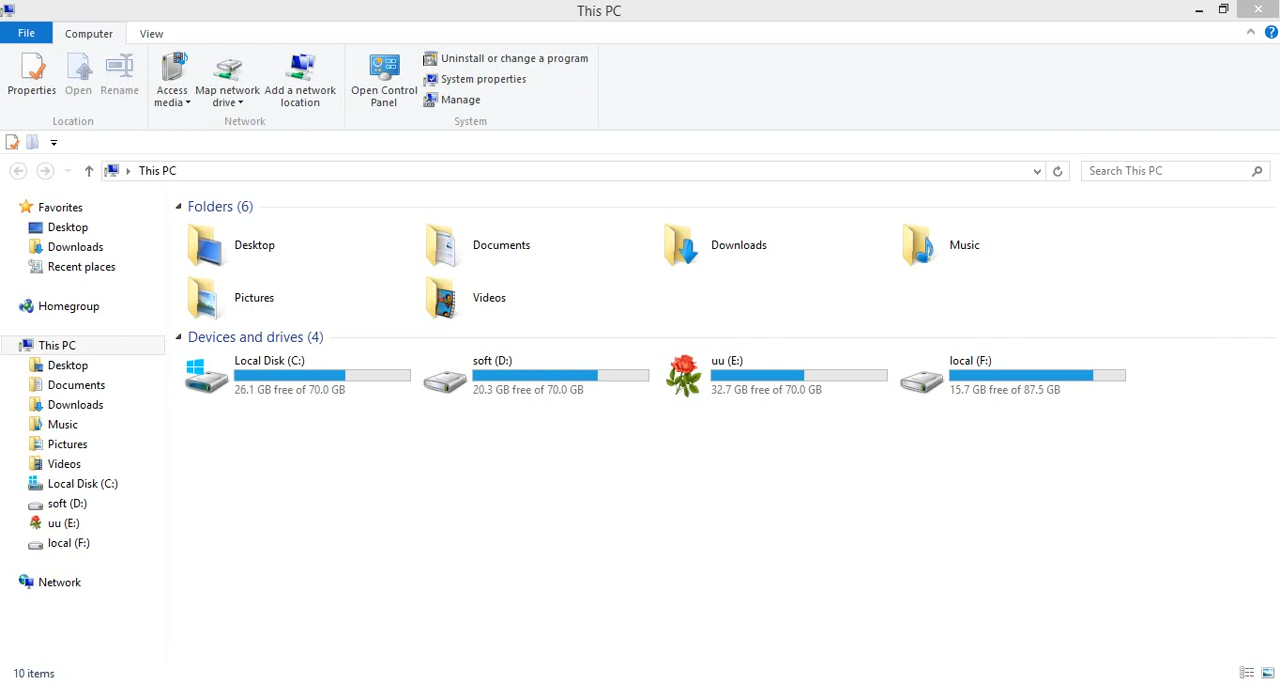 This PC
File Computer View
Properties Open Rename Access media Map network drive Add a network location Open Control Panel Uninstall or change a program
System properties
Manage
Location Network System
This PC Search This PC
Favorites
Desktop
Downloads
Recent places
Homegroup
This PC
Desktop
Documents
Downloads
Music
Pictures
Videos
Local Disk (C:)
soft (D:)
uu (E:)
local (F:)
Network
Folders (6)
Desktop Documents Downloads Music
Pictures Videos
Devices and drives (4)
Local Disk (C:) soft (D:) uu (E:) local (F:)
26.1 GB free of 70.0 GB 20.3 GB free of 70.0 GB 32.7 GB free of 70.0 GB 15.7 GB free of 87.5 GB
10 items